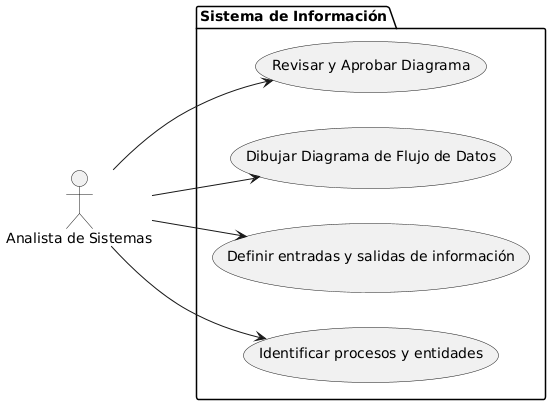 Sistema de Información
Revisar y Aprobar Diagrama
Dibujar Diagrama de Flujo de Datos
Analista de Sistemas
Definir entradas y salidas de información
Identificar procesos y entidades